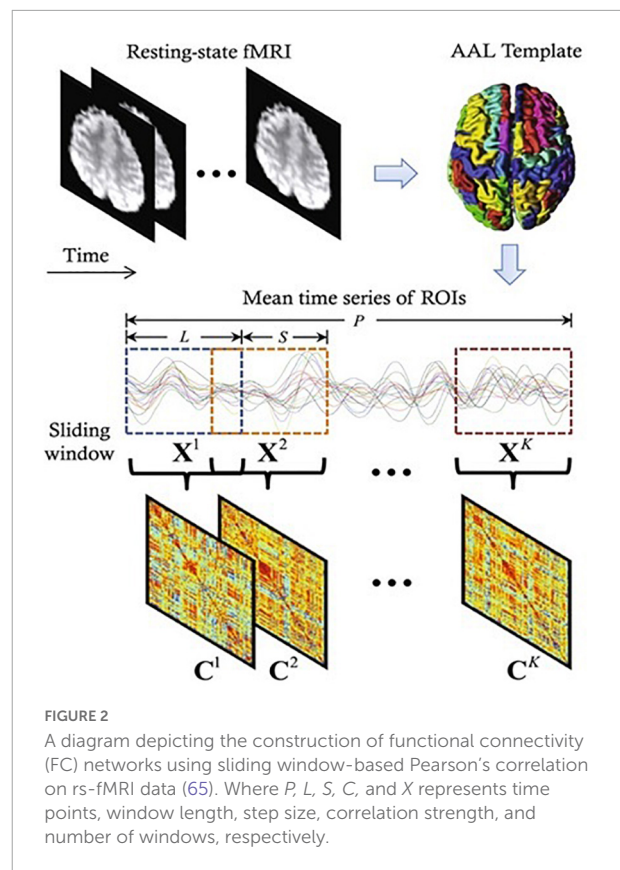 Resting-state fMRI
AAL Template
Time
Mean time series of ROIs
P
L
S
Sliding
window
X¹
X²
Xᴷ
C¹
C²
Cᴷ
FIGURE 2
A diagram depicting the construction of functional connectivity
(FC) networks using sliding window-based Pearson's correlation
on rs-fMRI data (65). Where P, L, S, C, and X represents time
points, window length, step size, correlation strength, and
number of windows, respectively.